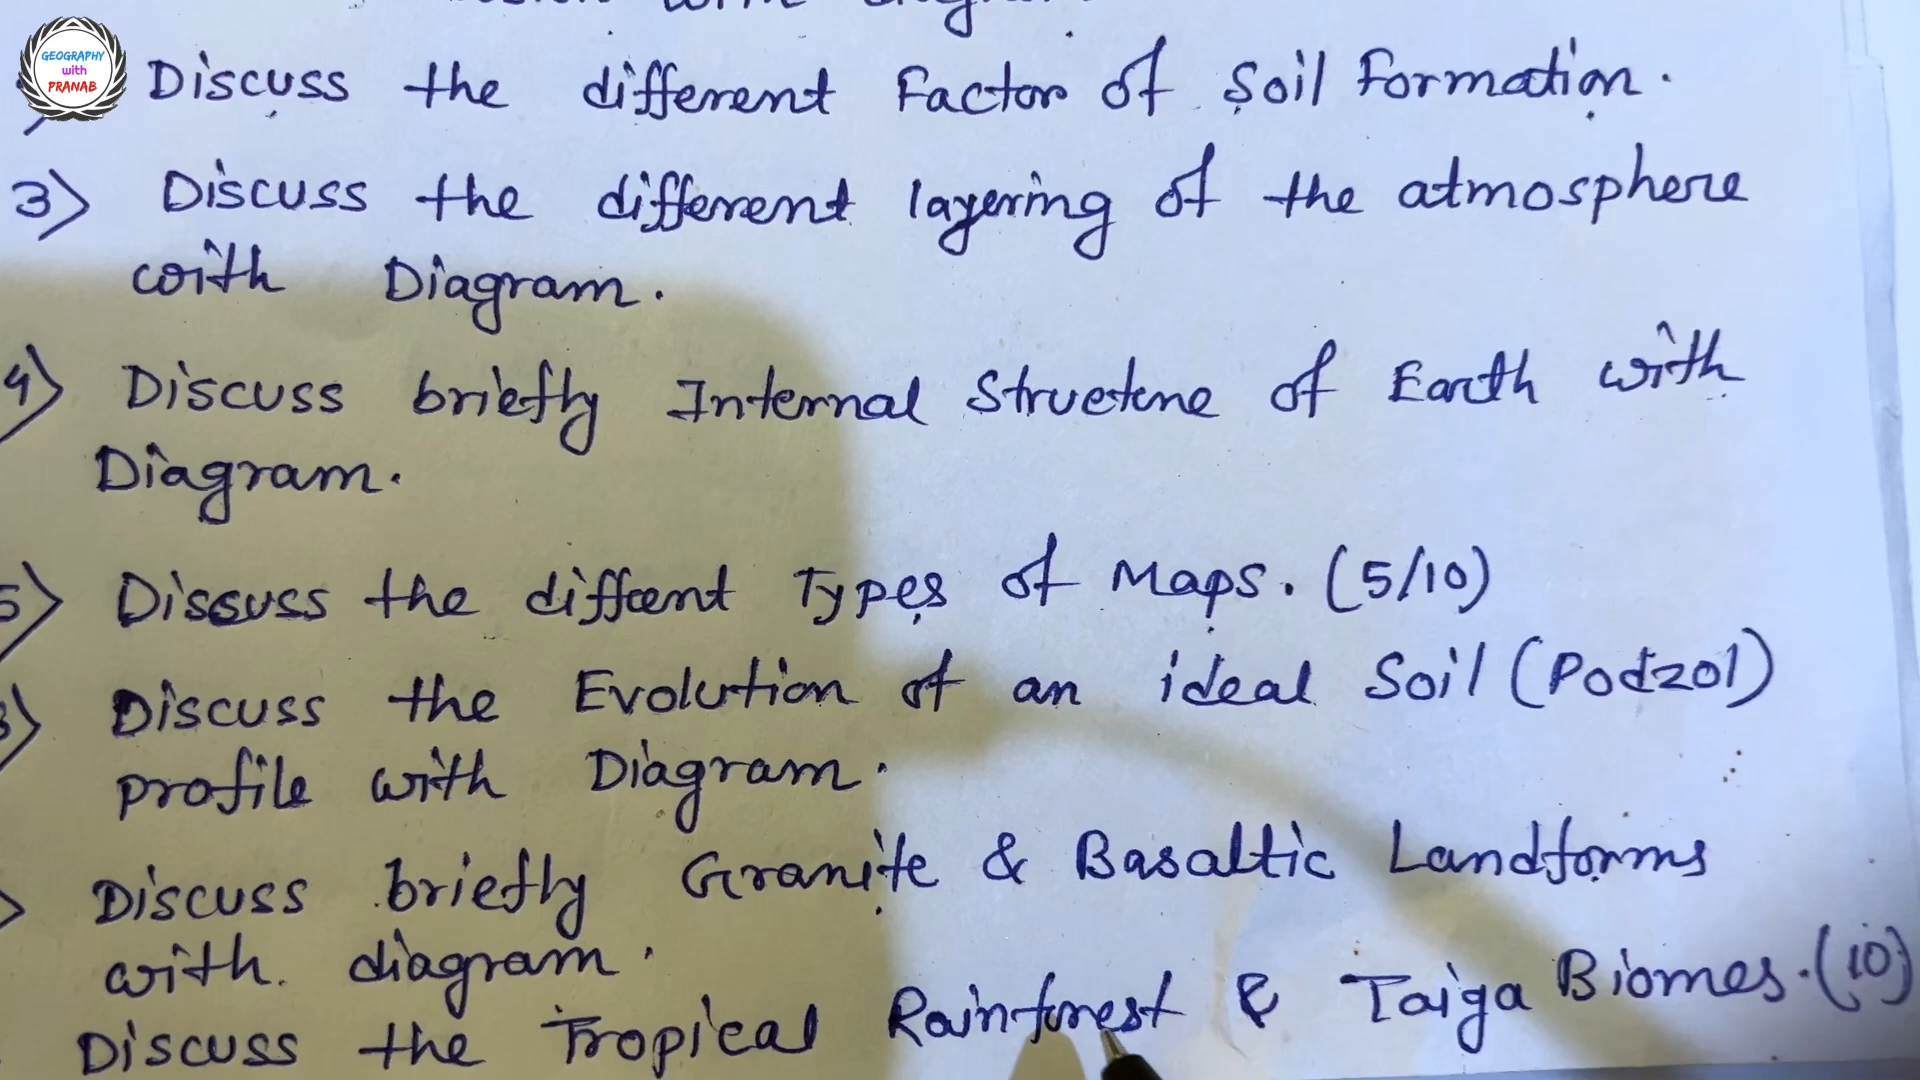 GEOGRAPHY
with
PRANAB
Discuss the different Factor of Soil Formation.
3) Discuss the different layering of the atmosphere
with Diagram.
4) Discuss briefly Internal Structure of Earth with
Diagram.
5) Discuss the diffeent Types of Maps. (5/10)
Discuss the Evolution of an ideal Soil (Podzol)
profile with Diagram.
Discuss briefly Granite & Basaltic Landforms
with diagram.
Discuss the Tropical Rainforest & Taiga Biomes. (10)